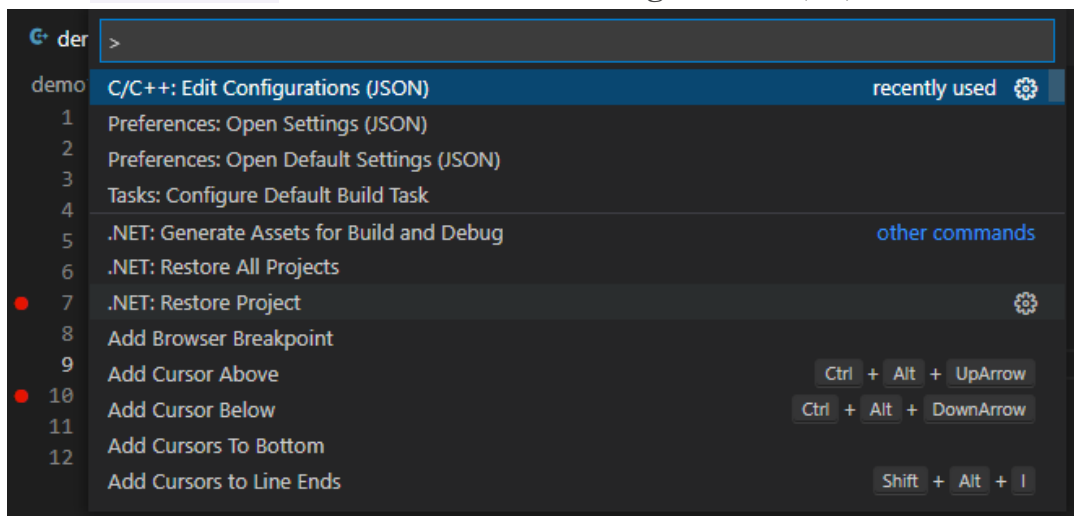 der
>
demo
C/C++: Edit Configurations (JSON) recently used
1
Preferences: Open Settings (JSON)
2
Preferences: Open Default Settings (JSON)
3
Tasks: Configure Default Build Task
4
.NET: Generate Assets for Build and Debug other commands
5
.NET: Restore All Projects
6
7 .NET: Restore Project
8 Add Browser Breakpoint
9 Add Cursor Above Ctrl + Alt + UpArrow
10 Add Cursor Below Ctrl + Alt + DownArrow
11 Add Cursors To Bottom
12
Add Cursors to Line Ends Shift + Alt + I